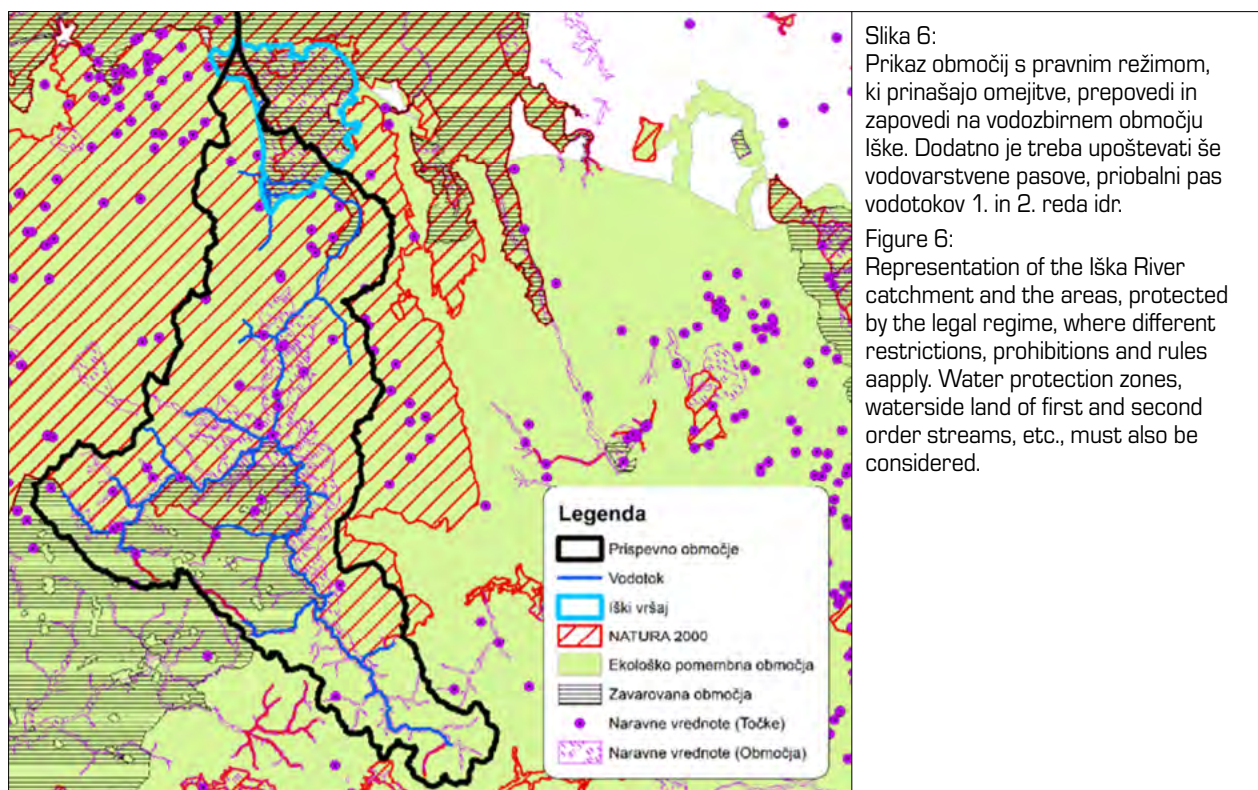 Slika 6:
Prikaz območij s pravnim režimom,
ki prinašajo omejitve, prepovedi in
zapovedi na vodozbirnem območju
Iške. Dodatno je treba upoštevati še
vodovarstvene pasove, priobalni pas
vodotokov 1. in 2. reda idr.
Figure 6:
Representation of the Iška River
catchment and the areas, protected
by the legal regime, where different
restrictions, prohibitions and rules
aapply. Water protection zones,
waterside land of first and second
order streams, etc., must also be
considered.
Legenda
Prispevno območje
Vodotok
Iški vršaj
NATURA 2000
Ekološko pomembna območja
Zavarovana območja
Naravne vrednote (Točke)
Naravne vrednote (Območja)